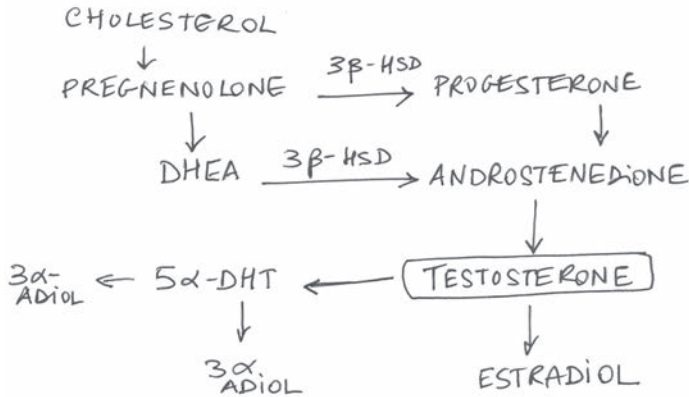 CHOLESTEROL
3β-HSD
PREGNENOLONE → PROGESTERONE
3β-HSD
DHEA → ANDROSTENEDiONE
3α- ADiOL ← 5α-DHT ← TESTOSTERONE
3α ADiOL
ESTRADiOL